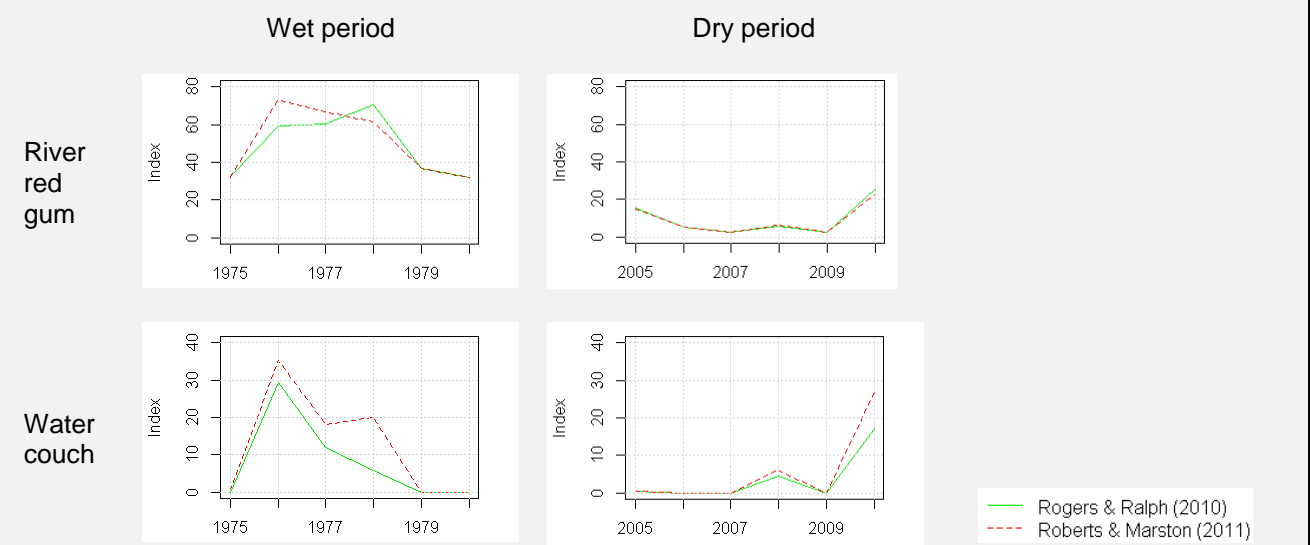 Wet period
Dry period
River
red
gum
Index
0
20
40
60
80
1975
1977
1979
Index
0
20
40
60
80
2005
2007
2009
Water
couch
Index
0
10
20
30
40
1975
1977
1979
Index
0
10
20
30
40
2005
2007
2009
Rogers & Ralph (2010)
Roberts & Marston (2011)